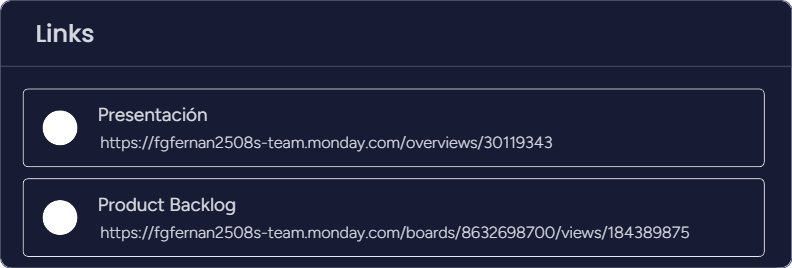 Links
Presentación
https://fgfernan2508s-team.monday.com/overviews/30119343
Product Backlog
https://fgfernan2508s-team.monday.com/boards/8632698700/views/184389875